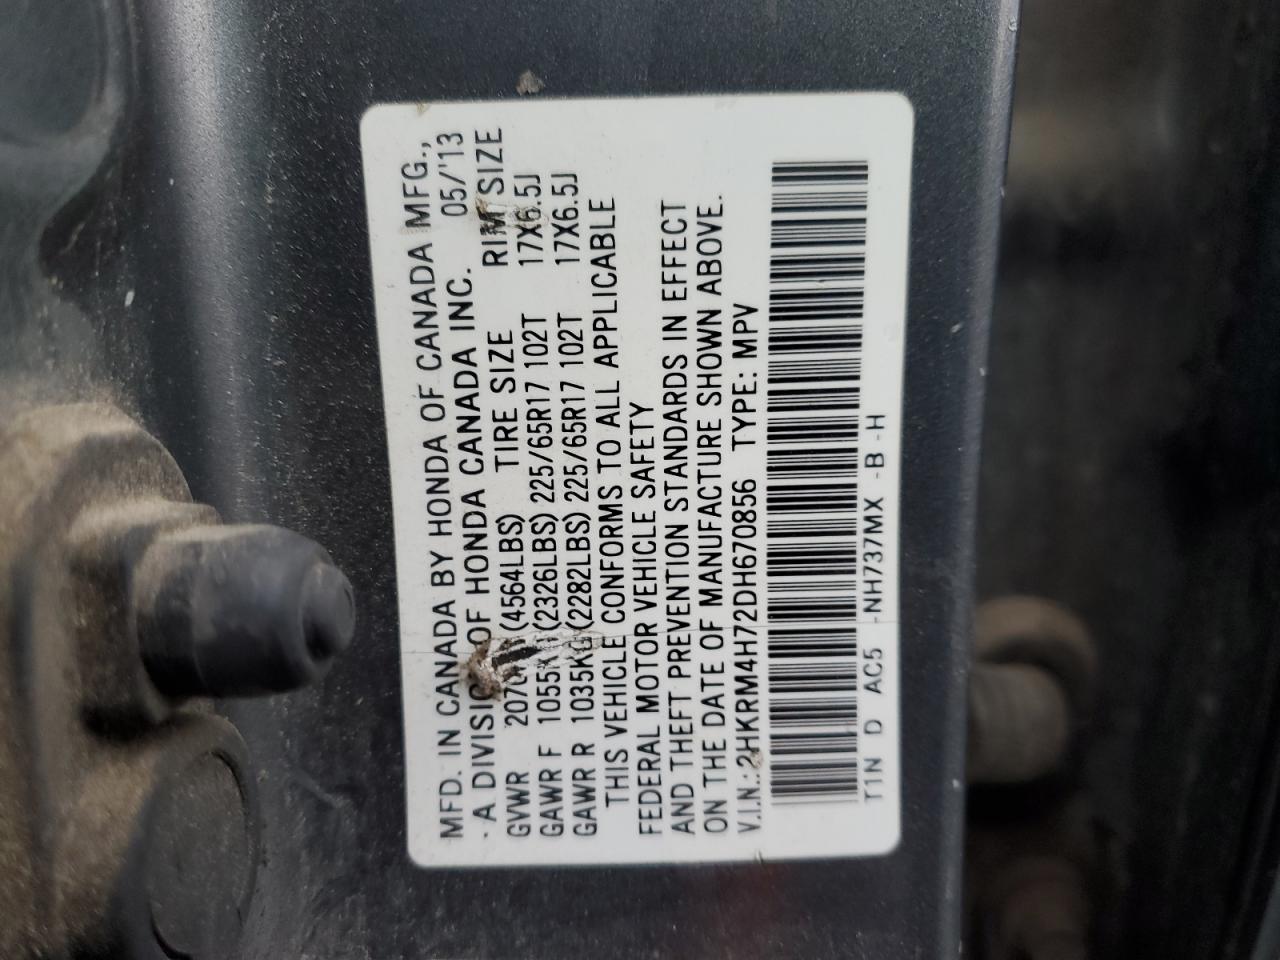 MFD. IN CANADA BY HONDA OF CANADA MFG.,
- A DIVISION OF HONDA CANADA INC. 05/'13
GVWR 2070 (4564LBS) TIRE SIZE RIM SIZE
GAWR F 1055K (2326LBS) 225/65R17 102T 17X6.5J
GAWR R 1035KG (2282LBS) 225/65R17 102T 17X6.5J
THIS VEHICLE CONFORMS TO ALL APPLICABLE
FEDERAL MOTOR VEHICLE SAFETY
AND THEFT PREVENTION STANDARDS IN EFFECT
ON THE DATE OF MANUFACTURE SHOWN ABOVE.
V.I.N.: 2HKRM4H72DH670856 TYPE: MPV
T1N D AC5 -NH737MX -B -H